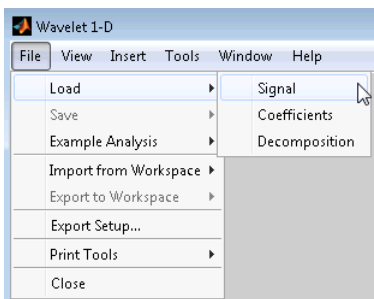 Wavelet 1-D
File View Insert Tools Window Help
Load
Save
Example Analysis
Import from Workspace
Export to Workspace
Export Setup...
Print Tools
Close
Signal
Coefficients
Decomposition